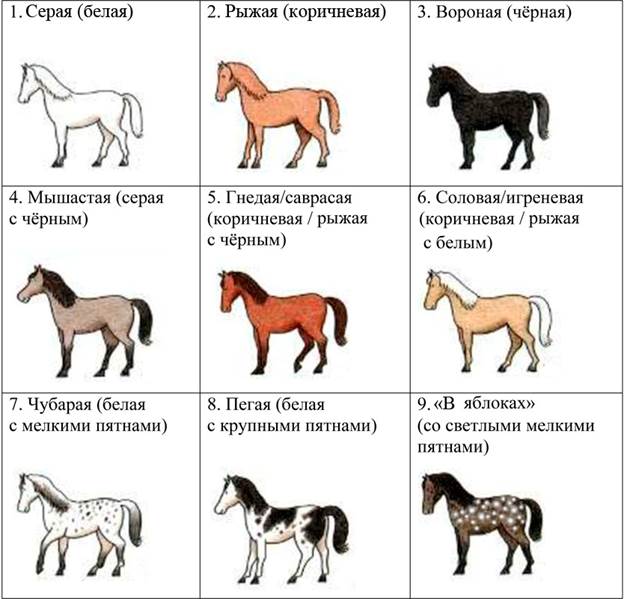 1. Серая (белая)
2. Рыжая (коричневая)
3. Вороная (чёрная)
4. Мышастая (серая
с чёрным)
5. Гнедая/саврасая
(коричневая / рыжая
с чёрным)
6. Соловая/игреневая
(коричневая / рыжая
с белым)
7. Чубарая (белая
с мелкими пятнами)
8. Пегая (белая
с крупными пятнами)
9. «В яблоках»
(со светлыми мелкими
пятнами)